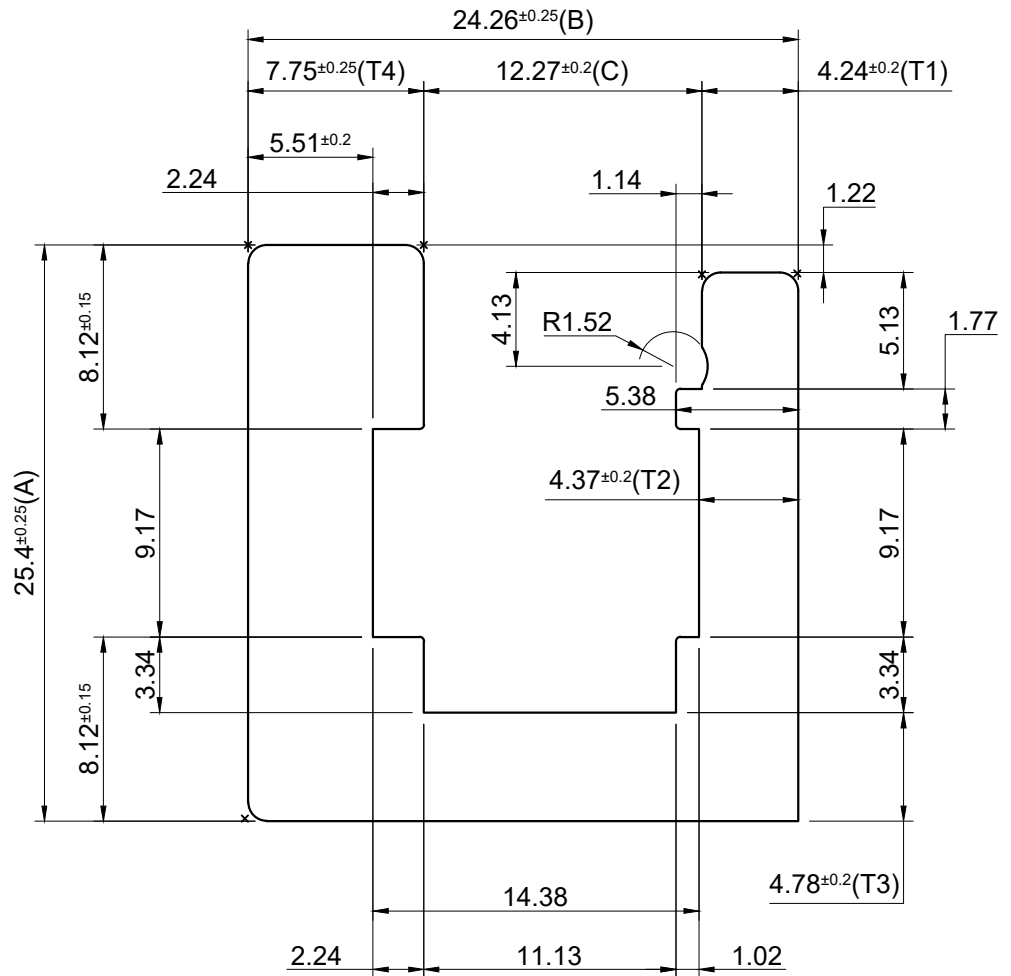 24.26±0.25(B)
7.75±0.25(T4) 12.27±0.2(C) 4.24±0.2(T1)
5.51±0.2
2.24 1.14 1.22
8.12±0.15 4.13 R1.52 5.13 1.77
5.38
25.4±0.25(A) 9.17 4.37±0.2(T2) 9.17
3.34 3.34
8.12±0.15
4.78±0.2(T3)
14.38
2.24 11.13 1.02